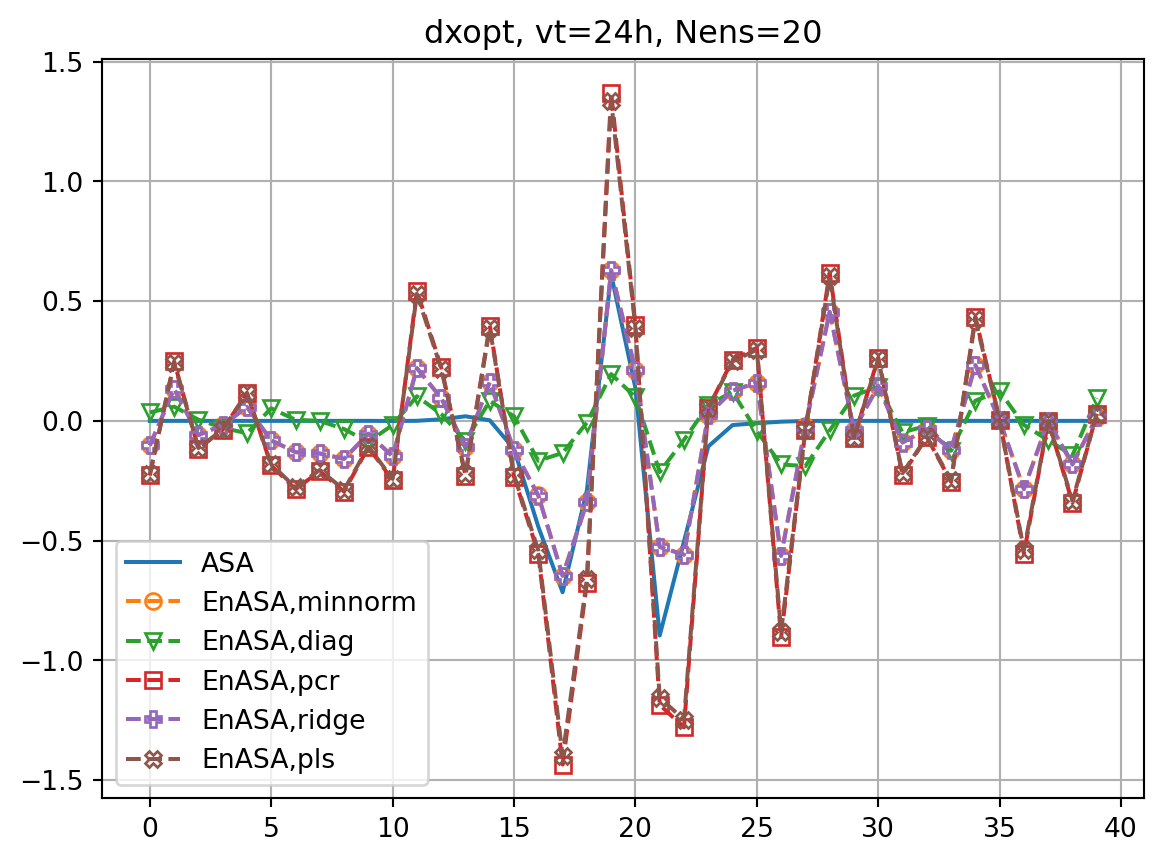 dxopt, vt=24h, Nens=20
1.5
1.0
0.5
0.0
−0.5
−1.0
−1.5
ASA
EnASA,minnorm
EnASA,diag
EnASA,pcr
EnASA,ridge
EnASA,pls
0 5 10 15 20 25 30 35 40